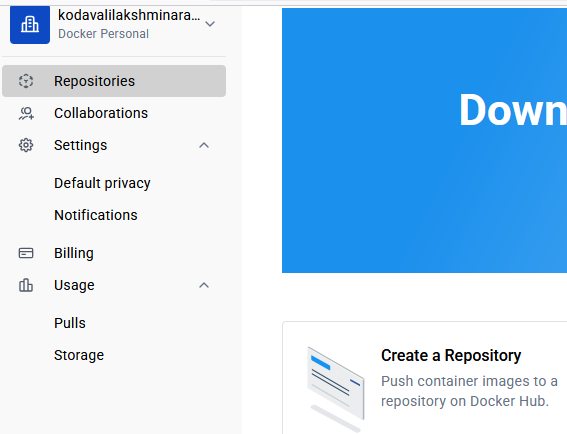 kodavalilakshminara...
Docker Personal
Repositories
Collaborations
Settings
Default privacy
Notifications
Billing
Usage
Pulls
Storage
Down
Create a Repository
Push container images to a
repository on Docker Hub.